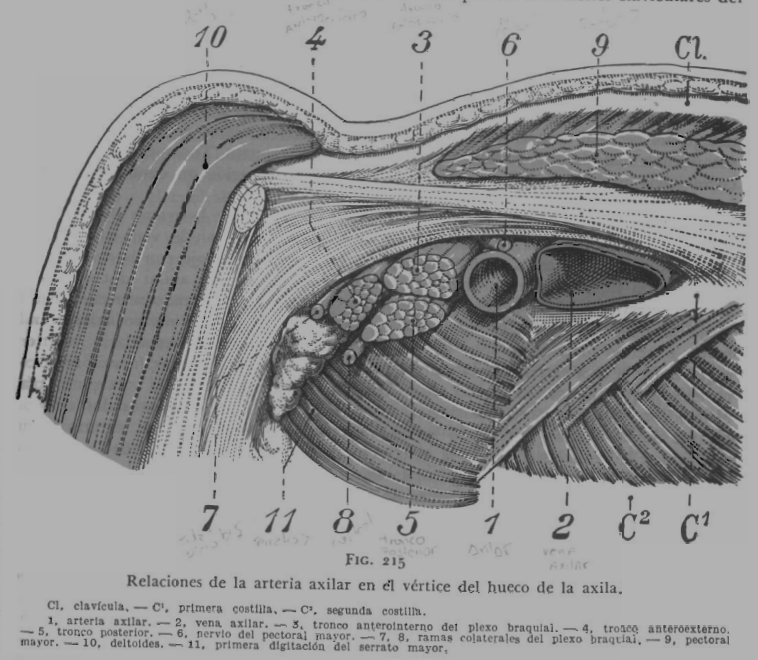 10 4 3 6 9 Cl.
7 11 8 5 1 2 C² C¹
tronco posterior
vena axilar
FIG. 215
Relaciones de la arteria axilar en el vértice del hueco de la axila.
Cl, clavícula. — C¹, primera costilla. — C², segunda costilla.
1, arteria axilar. — 2, vena axilar. — 3, tronco anterointerno del plexo braquial. — 4, tronco anteroexterno.
— 5, tronco posterior. — 6, nervio del pectoral mayor. — 7, 8, ramas colaterales del plexo braquial. — 9, pectoral
mayor. — 10, deltoides. — 11, primera digitación del serrato mayor.